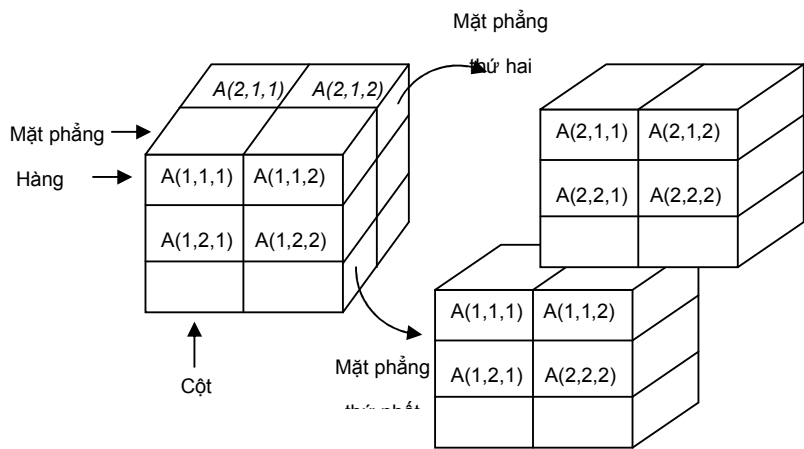 Mặt phẳng
thứ hai
A(2,1,1) A(2,1,2)
Mặt phẳng
Hàng
A(1,1,1) A(1,1,2)
A(1,2,1) A(1,2,2)
Cột
A(2,1,1) A(2,1,2)
A(2,2,1) A(2,2,2)
Mặt phẳng
thứ nhất
A(1,1,1) A(1,1,2)
A(1,2,1) A(2,2,2)